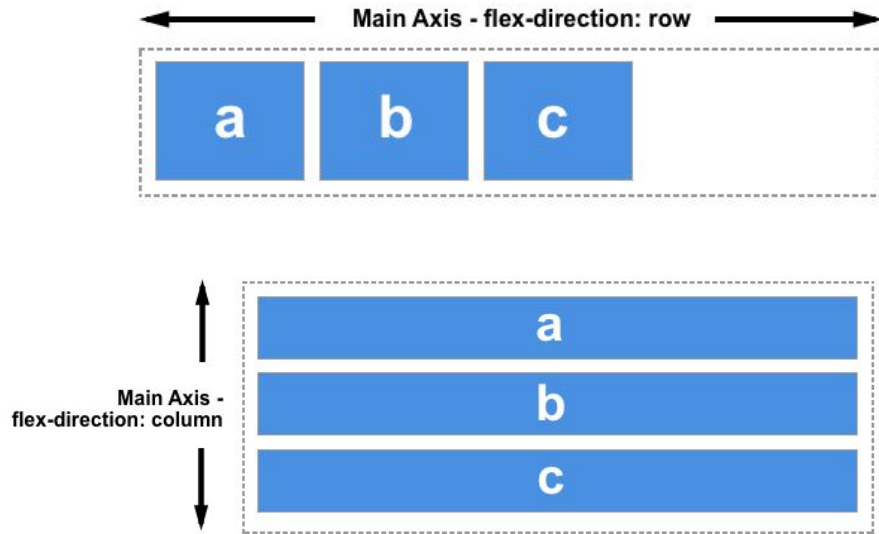 Main Axis - flex-direction: row
a b c
a
Main Axis -
flex-direction: column
b
c